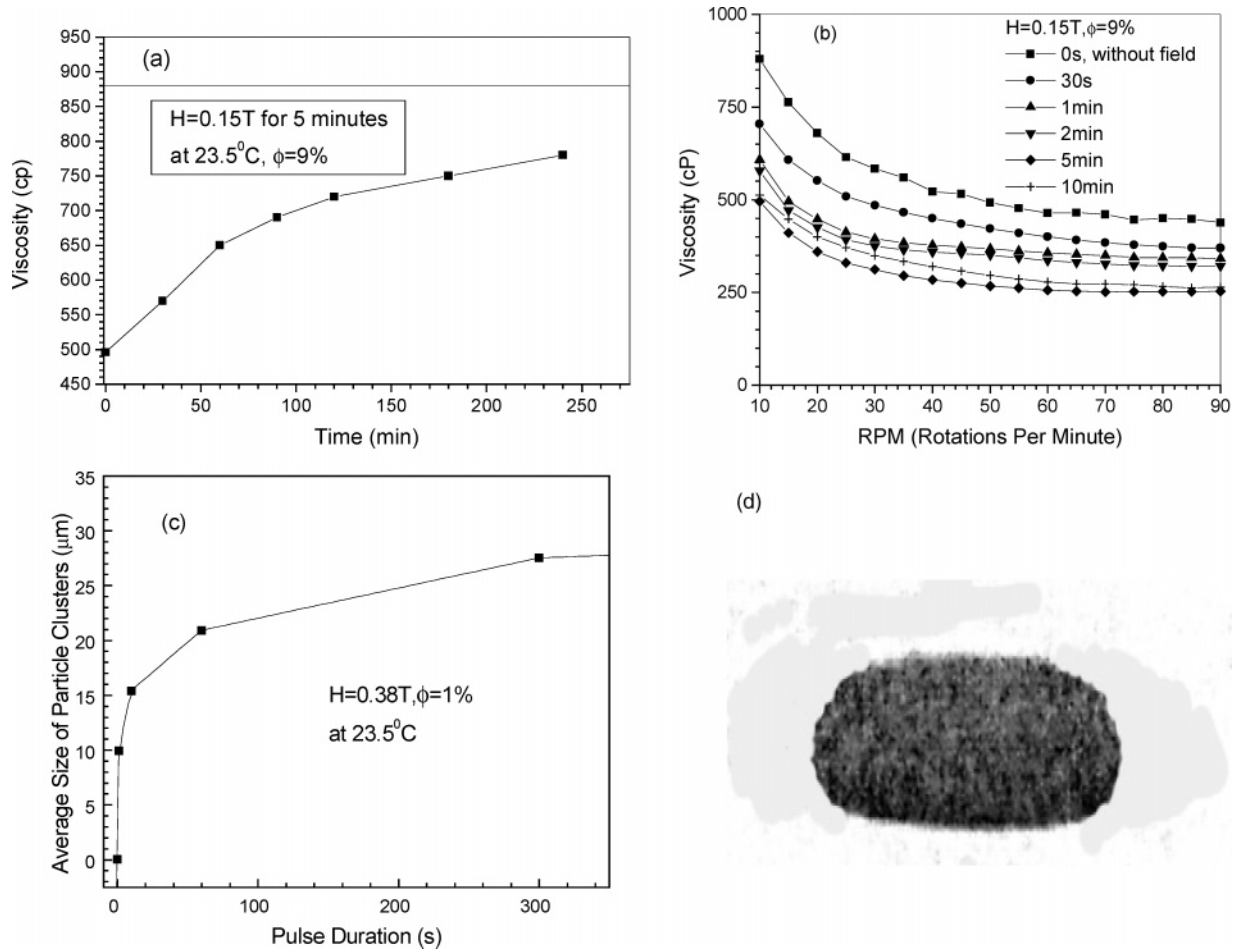 (a)
H=0.15T for 5 minutes
at 23.5⁰C, ϕ=9%
950
900
850
800
750
700
650
600
550
500
450
0 50 100 150 200 250
Viscosity (cp)
Time (min)
(b)
H=0.15T,ϕ=9%
0s, without field
30s
1min
2min
5min
10min
1000
750
500
250
0
10 20 30 40 50 60 70 80 90
Viscosity (cP)
RPM (Rotations Per Minute)
(c)
H=0.38T,ϕ=1%
at 23.5⁰C
35
30
25
20
15
10
5
0
0 100 200 300
Average Size of Particle Clusters (μm)
Pulse Duration (s)
(d)